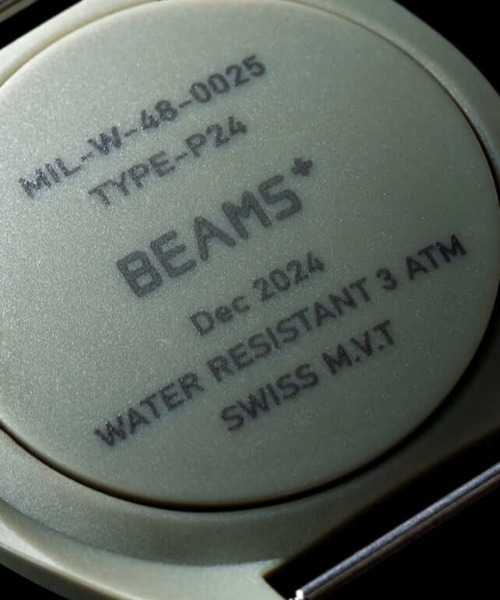 MIL-W-48-0025
TYPE-P24
BEAMS+
Dec 2024
WATER RESISTANT 3 ATM
SWISS M.V.T